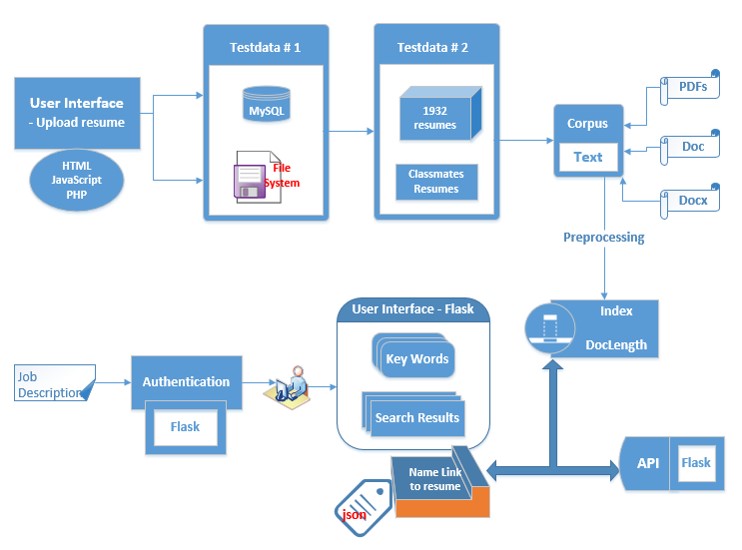 Testdata # 1
Testdata # 2
User Interface
- Upload resume
HTML
JavaScript
PHP
MySQL
File
System
1932
resumes
Classmates
Resumes
Corpus
Text
PDFs
Doc
Docx
Preprocessing
Index
DocLength
User Interface - Flask
Key Words
Search Results
Job
Description
Authentication
Flask
Name Link
to resume
json
API
Flask